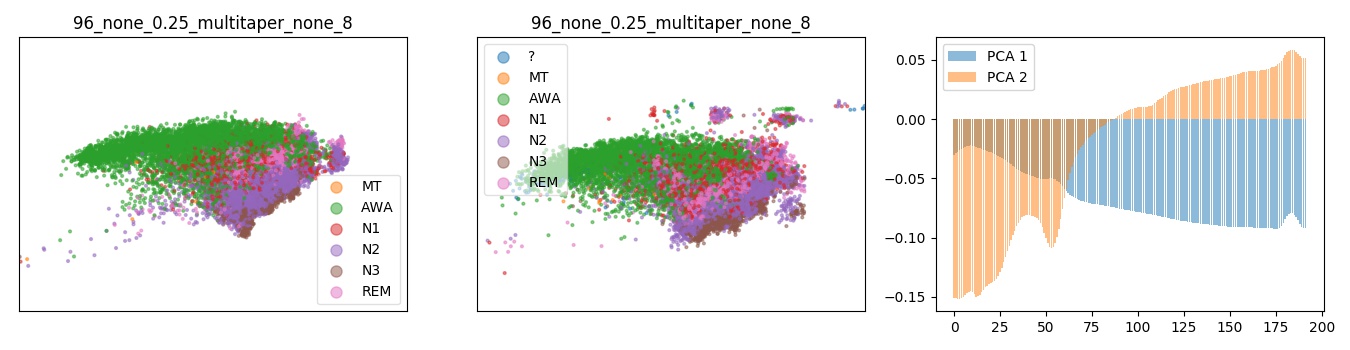 96_none_0.25_multitaper_none_8
MT
AWA
N1
N2
N3
REM
96_none_0.25_multitaper_none_8
?
MT
AWA
N1
N2
N3
REM
PCA 1
PCA 2
0.05
0.00
−0.05
−0.10
−0.15
0 25 50 75 100 125 150 175 200